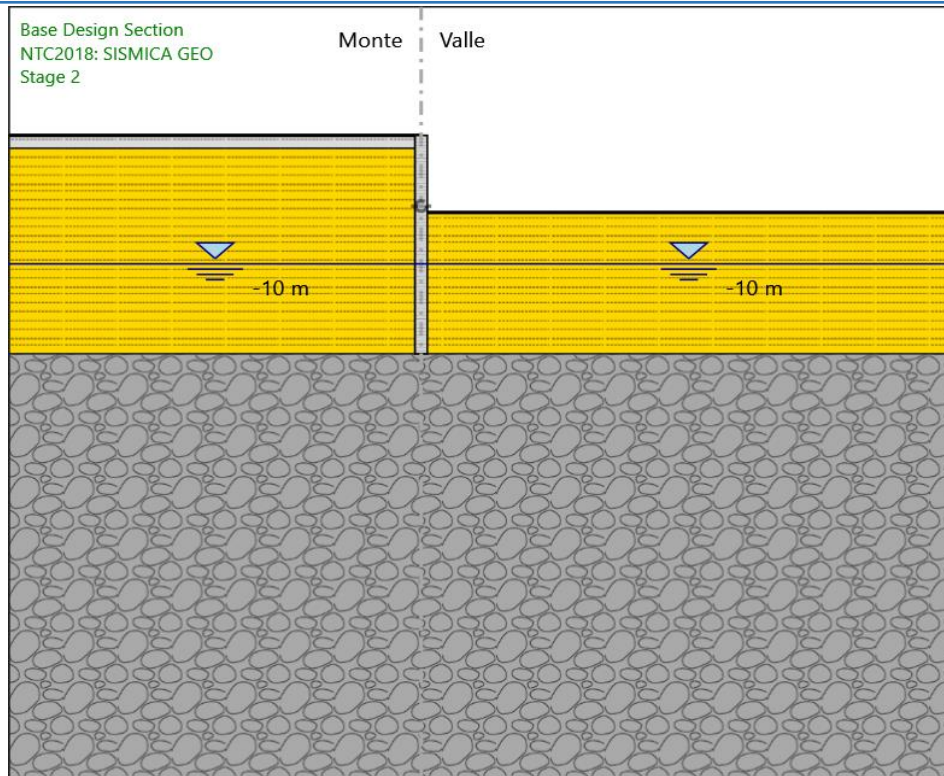 Base Design Section
NTC2018: SISMICA GEO
Stage 2
Monte Valle
-10 m -10 m